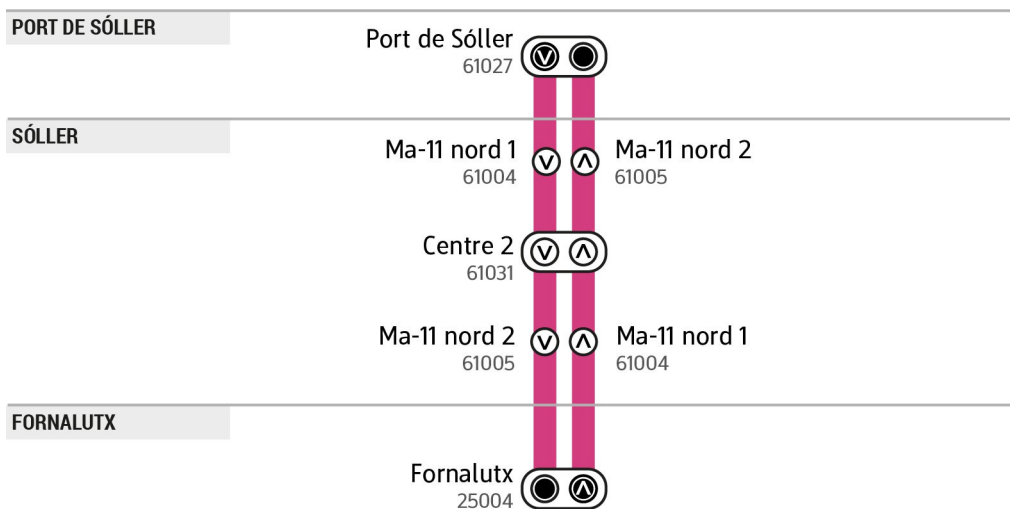 PORT DE SÓLLER
Port de Sóller
61027
SÓLLER
Ma-11 nord 1
61004
Ma-11 nord 2
61005
Centre 2
61031
Ma-11 nord 2
61005
Ma-11 nord 1
61004
FORNALUTX
Fornalutx
25004